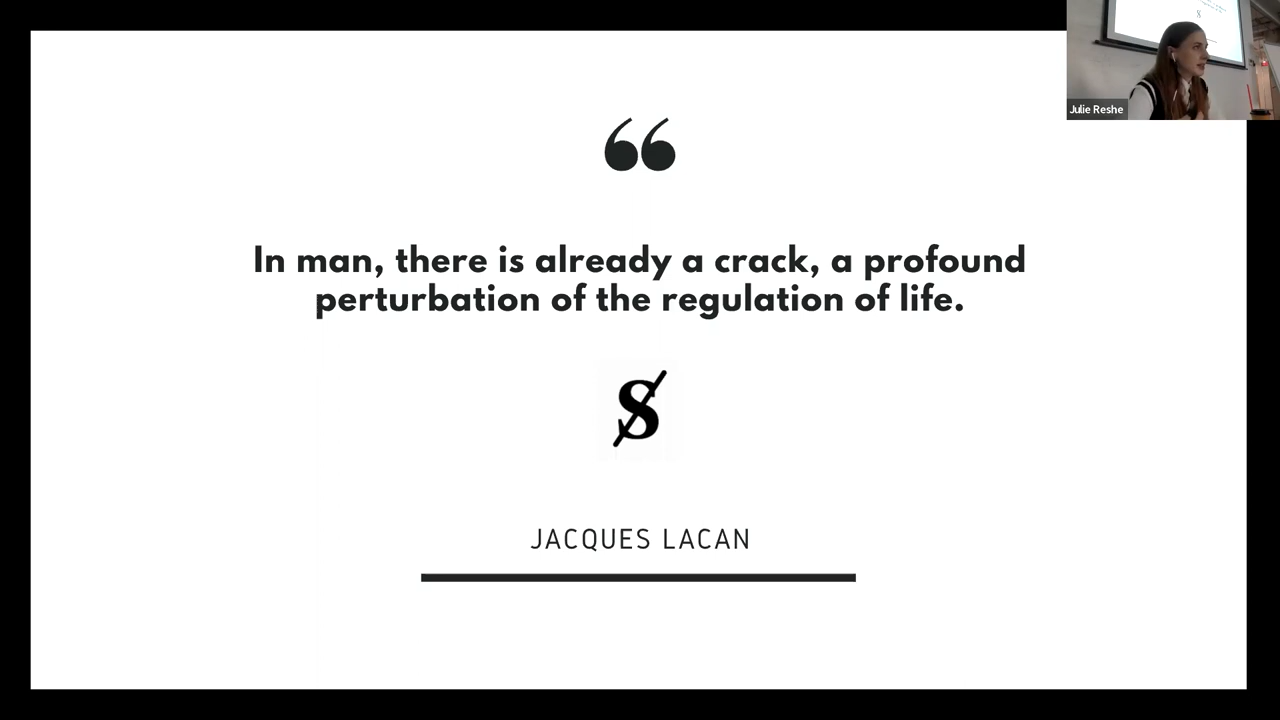 Julie Reshe
“
In man, there is already a crack, a profound
perturbation of the regulation of life.
$
JACQUES LACAN